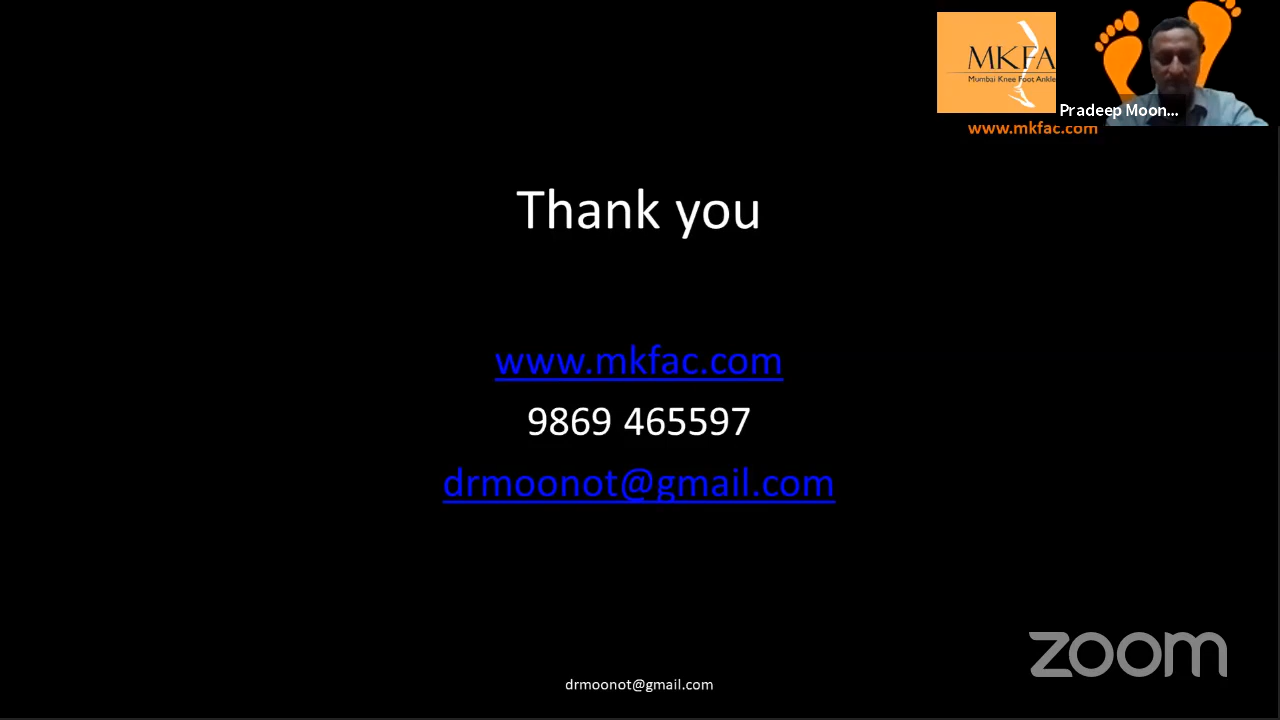 MKFA
Mumbai Knee Foot Ankle
Pradeep Moon...
www.mkfac.com
Thank you
www.mkfac.com
9869 465597
drmoonot@gmail.com
zoom
drmoonot@gmail.com